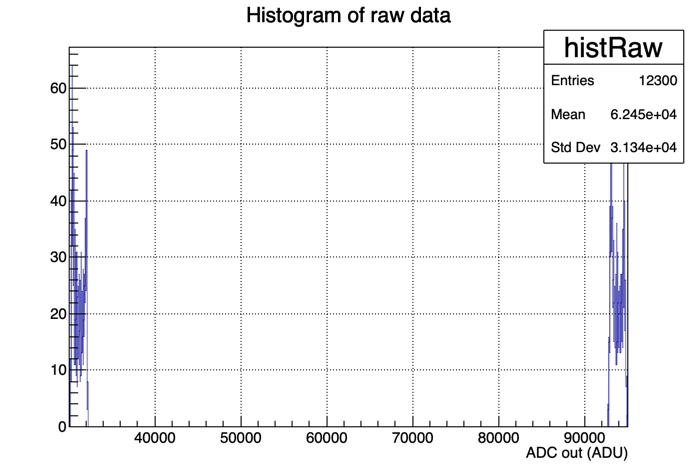 Histogram of raw data
histRaw
Entries 12300
Mean 6.245e+04
Std Dev 3.134e+04
60
50
40
30
20
10
0
40000 50000 60000 70000 80000 90000
ADC out (ADU)